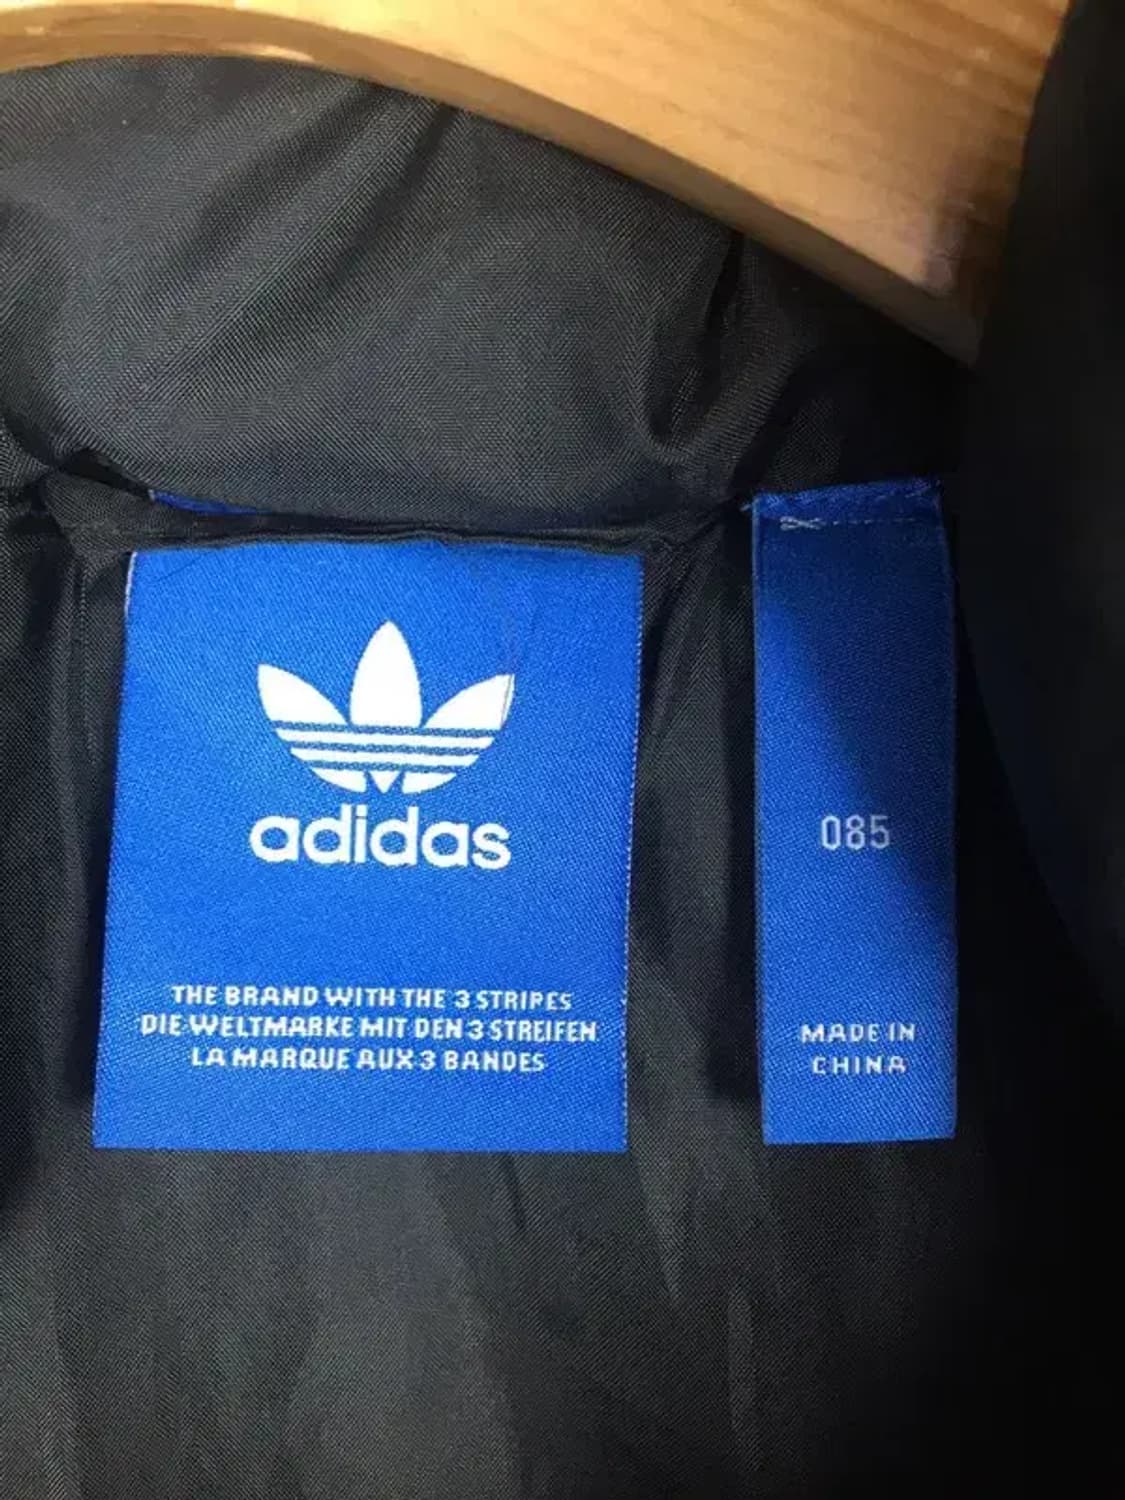 adidas
THE BRAND WITH THE 3 STRIPES
DIE WELTMARKE MIT DEN 3 STREIFEN
LA MARQUE AUX 3 BANDES
085
MADE IN
CHINA